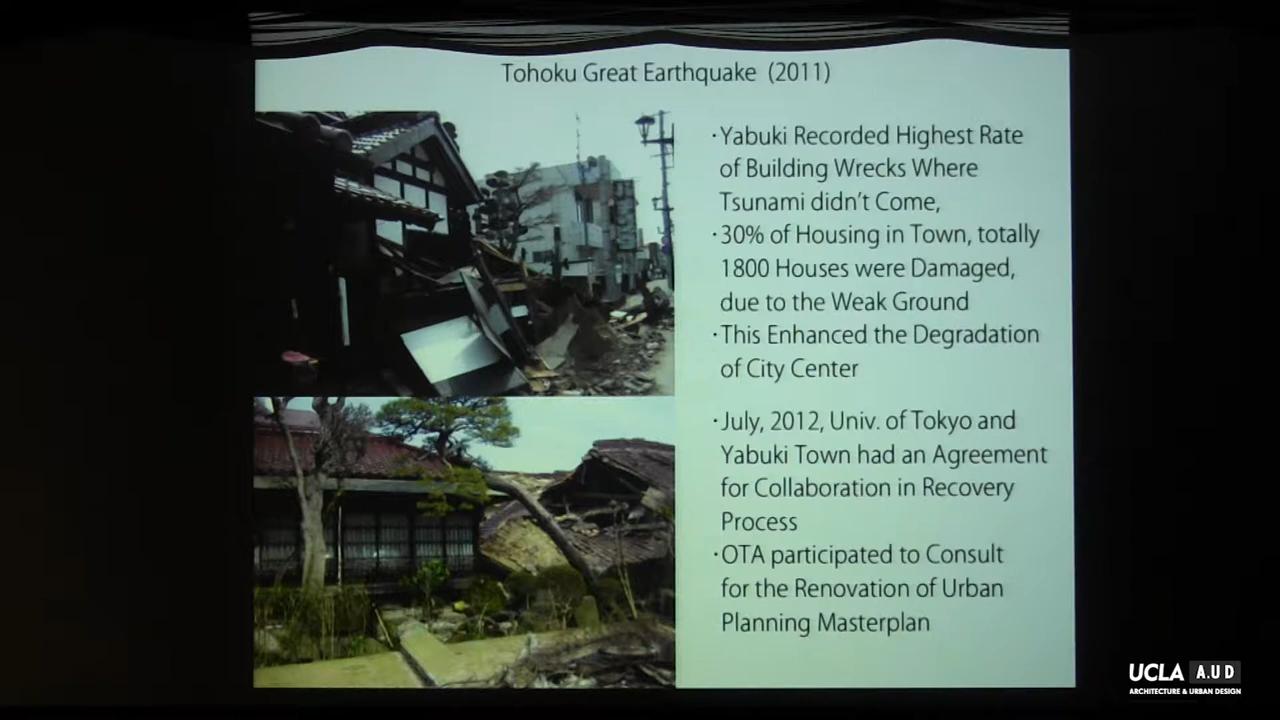 Tohoku Great Earthquake (2011)
·Yabuki Recorded Highest Rate
of Building Wrecks Where
Tsunami didn't Come,
·30% of Housing in Town, totally
1800 Houses were Damaged,
due to the Weak Ground
·This Enhanced the Degradation
of City Center
·July, 2012, Univ. of Tokyo and
Yabuki Town had an Agreement
for Collaboration in Recovery
Process
·OTA participated to Consult
for the Renovation of Urban
Planning Masterplan
UCLA A.U D
ARCHITECTURE & URBAN DESIGN